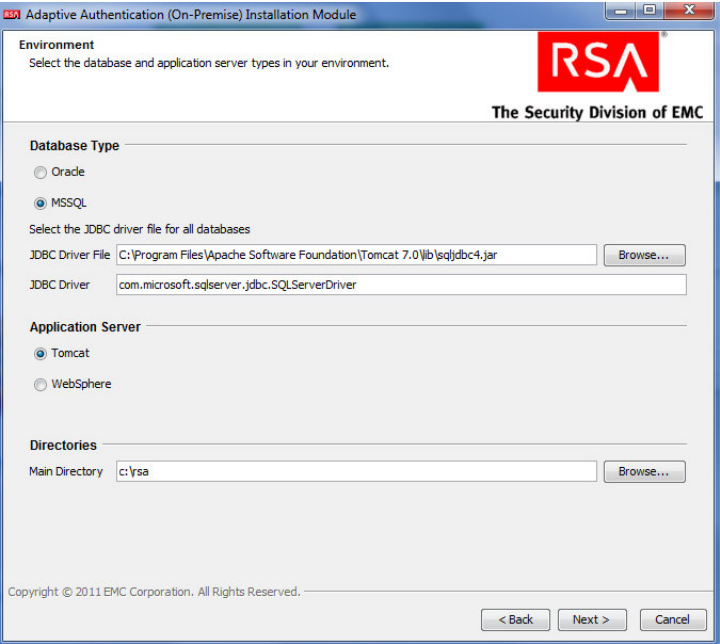 RSA Adaptive Authentication (On-Premise) Installation Module
Environment
Select the database and application server types in your environment.
RSA®
The Security Division of EMC
Database Type
Oracle
MSSQL
Select the JDBC driver file for all databases
JDBC Driver File C:\Program Files\Apache Software Foundation\Tomcat 7.0\lib\sqljdbc4.jar Browse...
JDBC Driver com.microsoft.sqlserver.jdbc.SQLServerDriver
Application Server
Tomcat
WebSphere
Directories
Main Directory c:\rsa Browse...
Copyright © 2011 EMC Corporation. All Rights Reserved.
< Back Next > Cancel